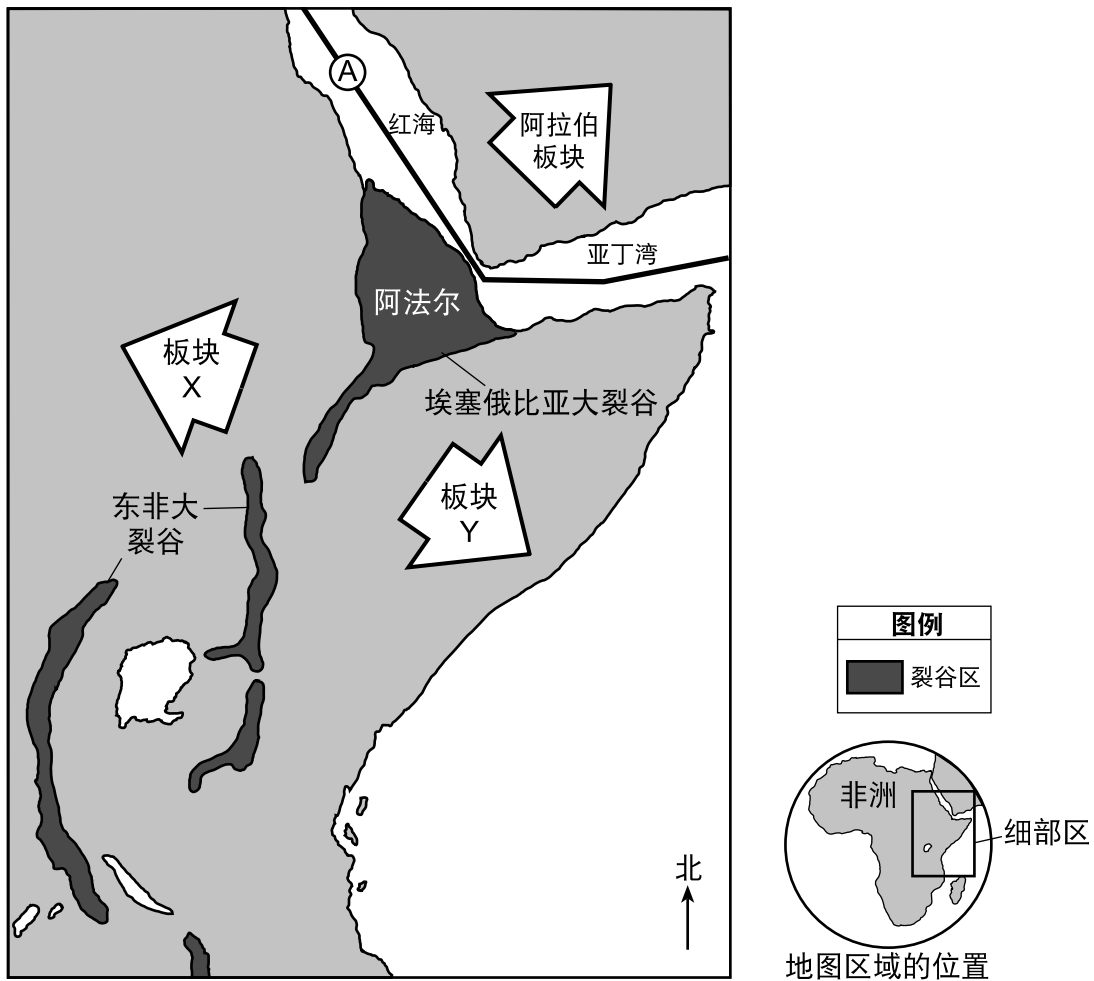 A
红海
阿拉伯
板块
亚丁湾
阿法尔
板块
X
埃塞俄比亚大裂谷
板块
Y
东非大
裂谷
图例
裂谷区
非洲
细部区
北
地图区域的位置